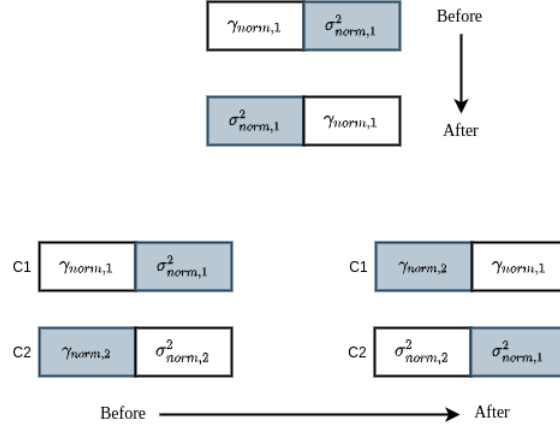 γnorm,1 σ²norm,1 Before
σ²norm,1 γnorm,1 After
C1 γnorm,1 σ²norm,1 C1 γnorm,2 γnorm,1
C2 γnorm,2 σ²norm,2 C2 σ²norm,2 σ²norm,1
Before After